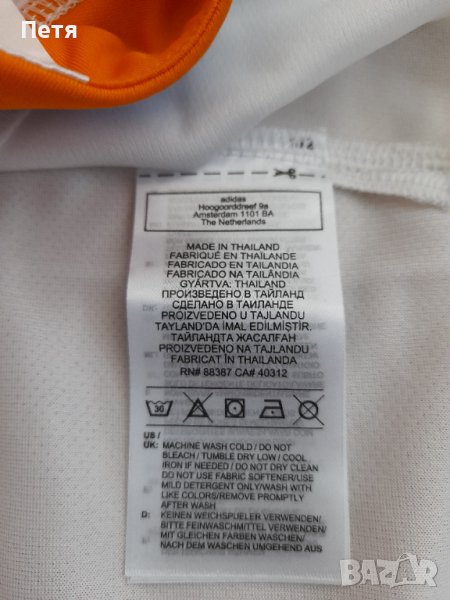 Петя
adidas
Hoogoorddreef 9a
Amsterdam 1101 BA
The Netherlands
MADE IN THAILAND
FABRIQUÉ EN THAÏLANDE
FABRICADO EN TAILANDIA
FABRICADO NA TAILÂNDIA
GYÁRTVA: THAILAND
ПРОИЗВЕДЕНО В ТАЙЛАНД
СДЕЛАНО В ТАИЛАНДЕ
PROIZVEDENO U TAJLANDU
TAYLAND'DA IMAL EDİLMİŞTİR.
ТАЙЛАНДТА ЖАСАЛҒАН
PROIZVEDENO NA TAJLANDU
FABRICAT ÎN THAILANDA
RN# 88387 CA# 40312
30
US /
UK: MACHINE WASH COLD / DO NOT
BLEACH / TUMBLE DRY LOW / COOL
IRON IF NEEDED / DO NOT DRY CLEAN
DO NOT USE FABRIC SOFTENER/USE
MILD DETERGENT ONLY/WASH WITH
LIKE COLORS/REMOVE PROMPTLY
AFTER WASH
D: KEINEN WEICHSPUELER VERWENDEN/
BITTE FEINWASCHMITTEL VERWENDEN/
MIT GLEICHEN FARBEN WASCHEN/
NACH DEM WASCHEN UMGEHEND AUS
bazar